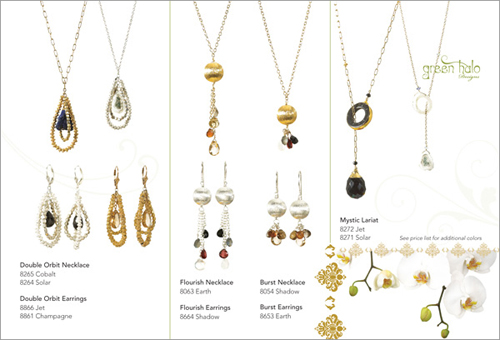 green halo
Designs
Double Orbit Necklace
8265 Cobalt
8264 Solar
Double Orbit Earrings
8866 Jet
8861 Champagne
Flourish Necklace
8063 Earth
Flourish Earrings
8664 Shadow
Burst Necklace
8054 Shadow
Burst Earrings
8653 Earth
Mystic Lariat
8272 Jet
8271 Solar
See price list for additional colors